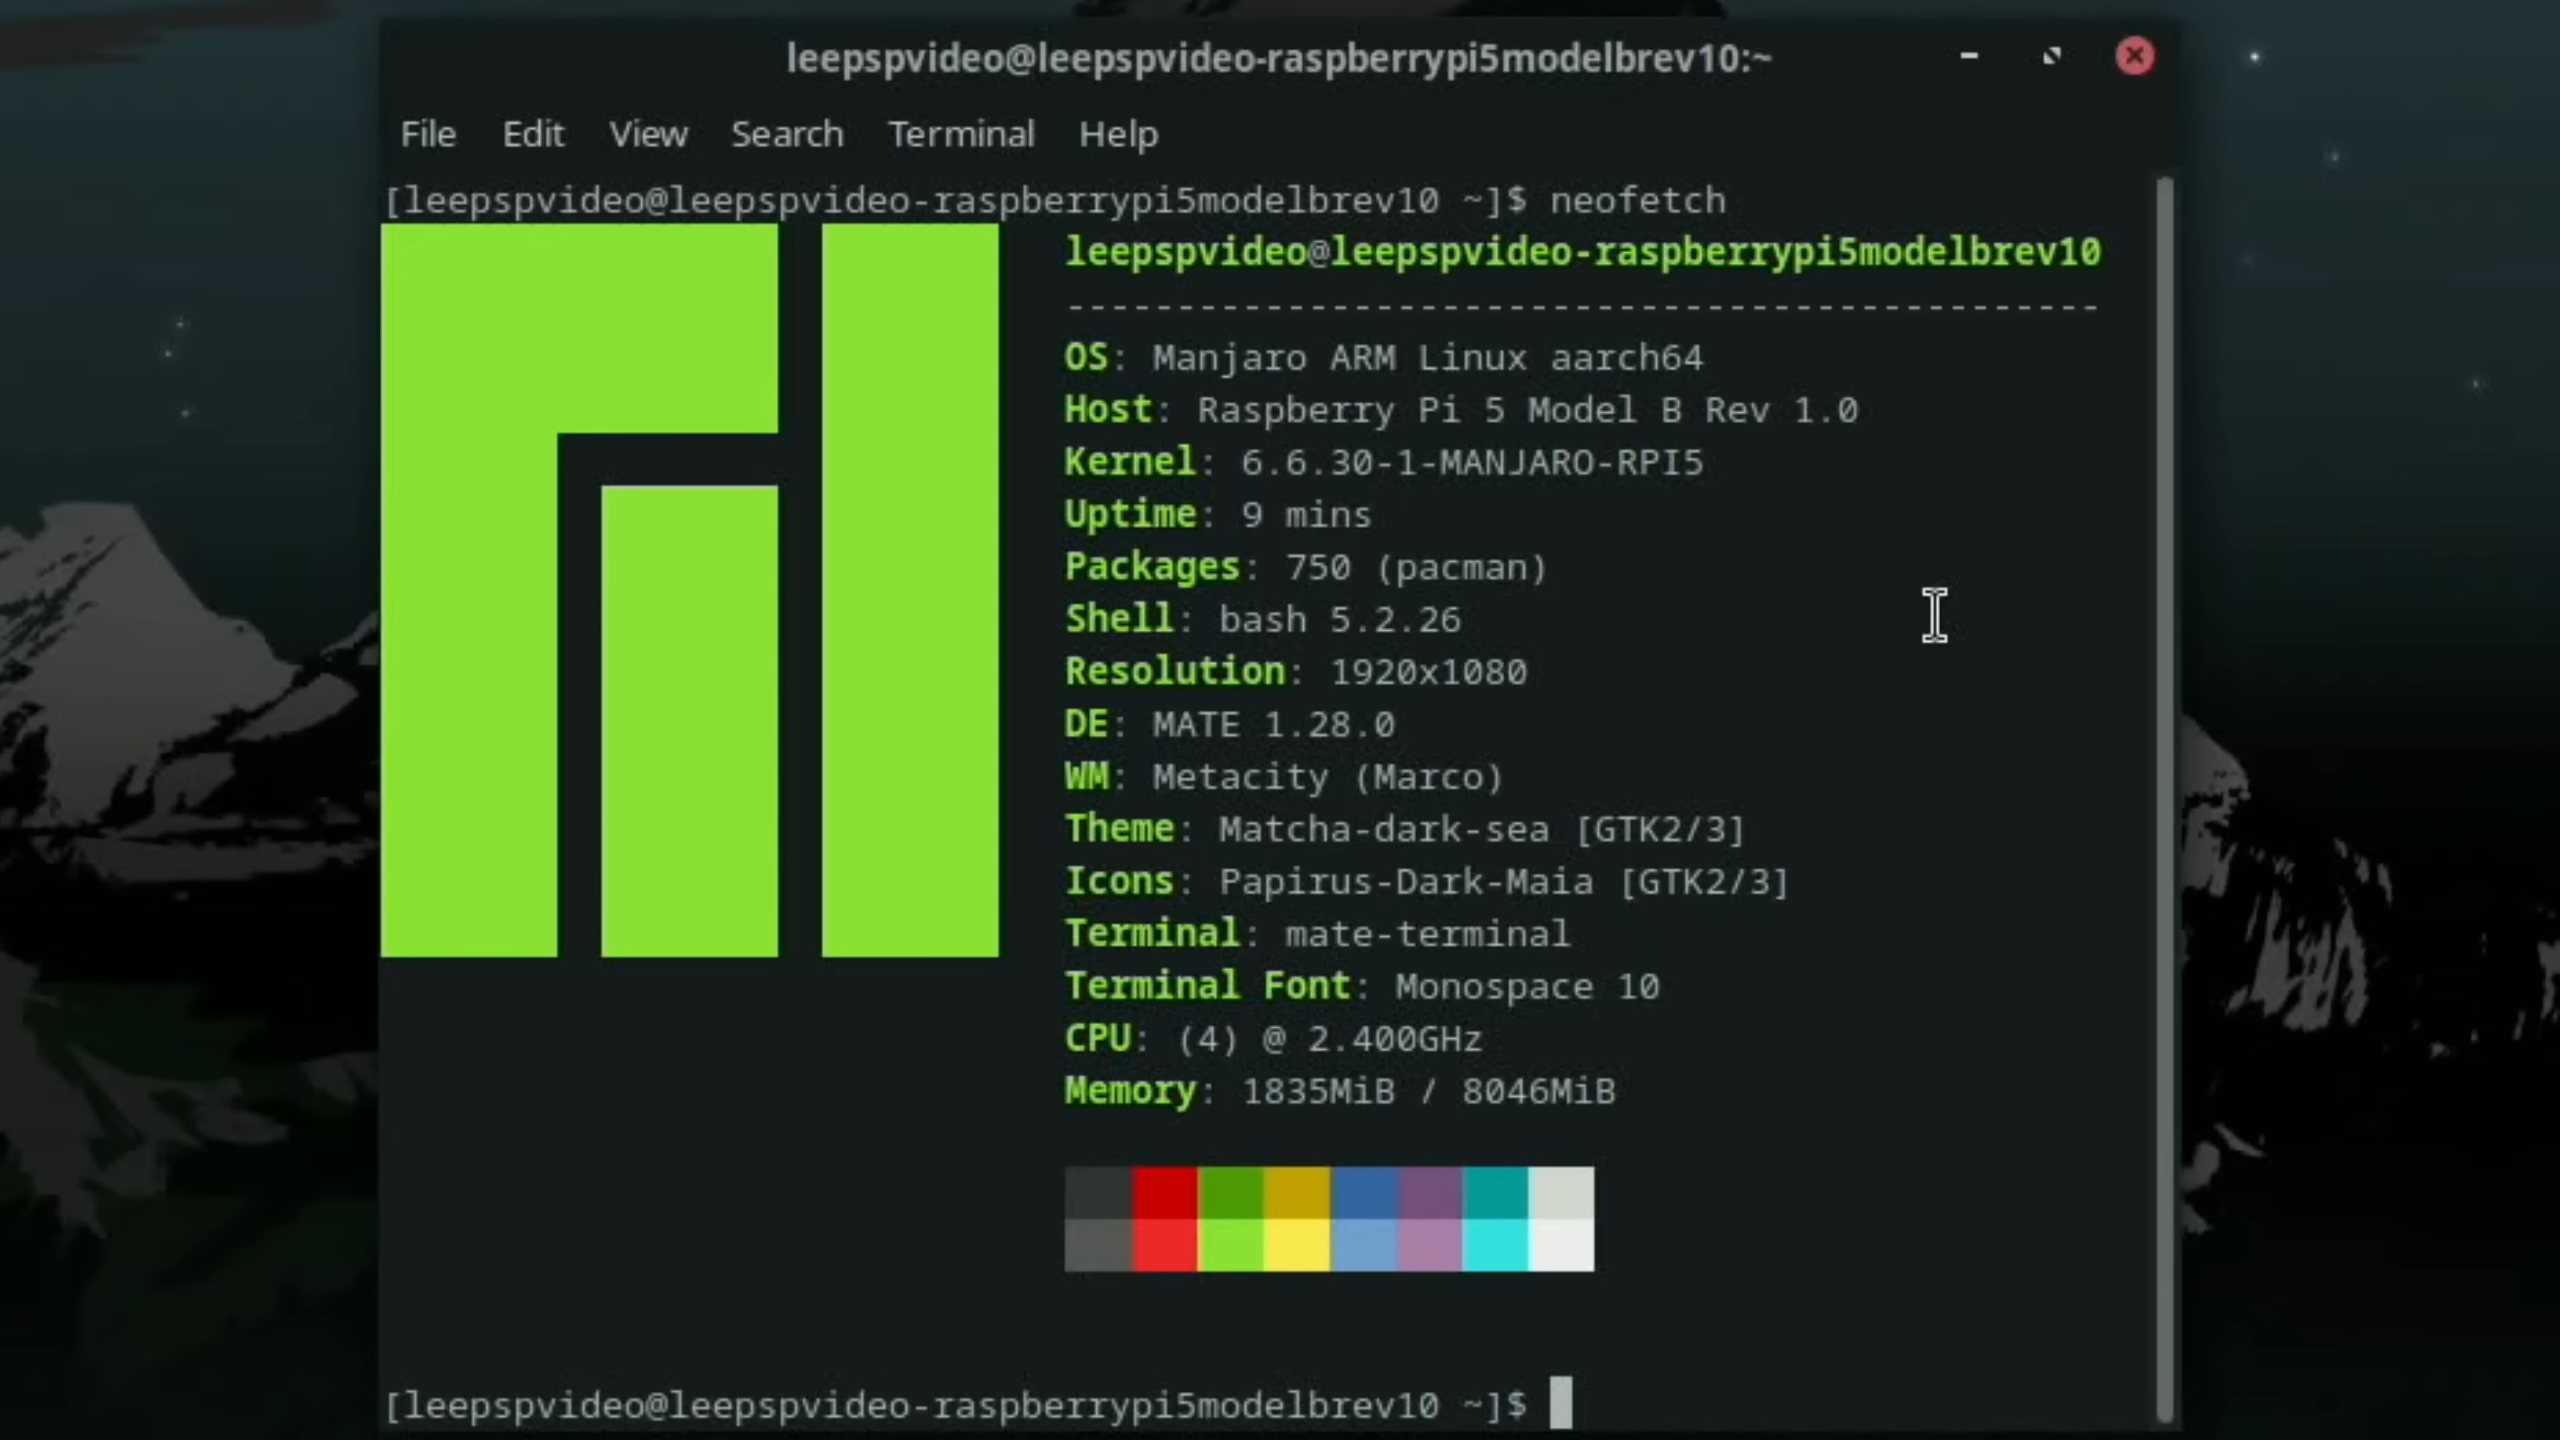 leepspvideo@leepspvideo-raspberrypi5modelbrev10:~
File Edit View Search Terminal Help
[leepspvideo@leepspvideo-raspberrypi5modelbrev10 ~]$ neofetch
leepspvideo@leepspvideo-raspberrypi5modelbrev10
-----------------------------------------------
OS: Manjaro ARM Linux aarch64
Host: Raspberry Pi 5 Model B Rev 1.0
Kernel: 6.6.30-1-MANJARO-RPI5
Uptime: 9 mins
Packages: 750 (pacman)
Shell: bash 5.2.26
Resolution: 1920x1080
DE: MATE 1.28.0
WM: Metacity (Marco)
Theme: Matcha-dark-sea [GTK2/3]
Icons: Papirus-Dark-Maia [GTK2/3]
Terminal: mate-terminal
Terminal Font: Monospace 10
CPU: (4) @ 2.400GHz
Memory: 1835MiB / 8046MiB
[leepspvideo@leepspvideo-raspberrypi5modelbrev10 ~]$